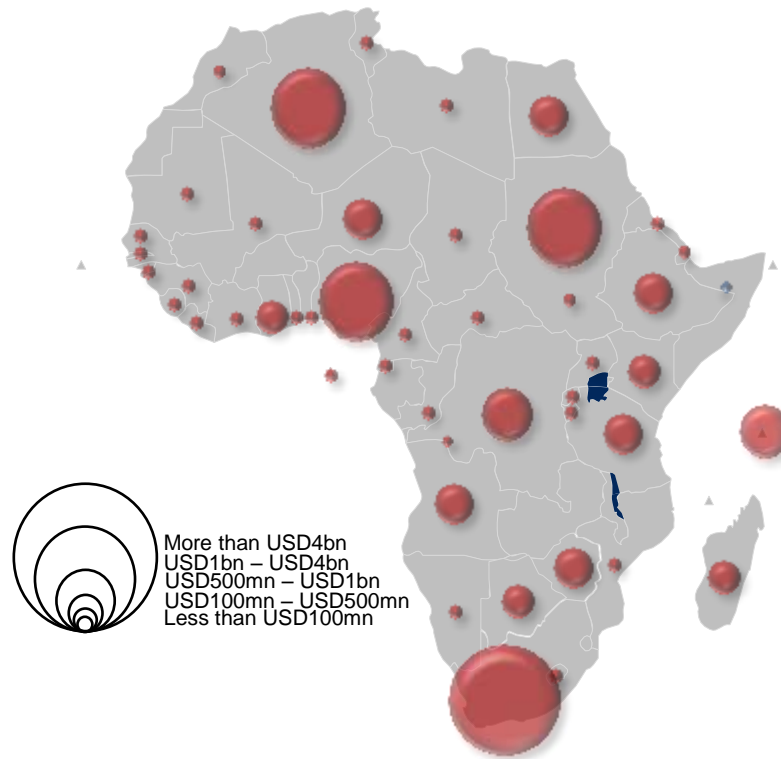 More than USD4bn
USD1bn – USD4bn
USD500mn – USD1bn
USD100mn – USD500mn
Less than USD100mn